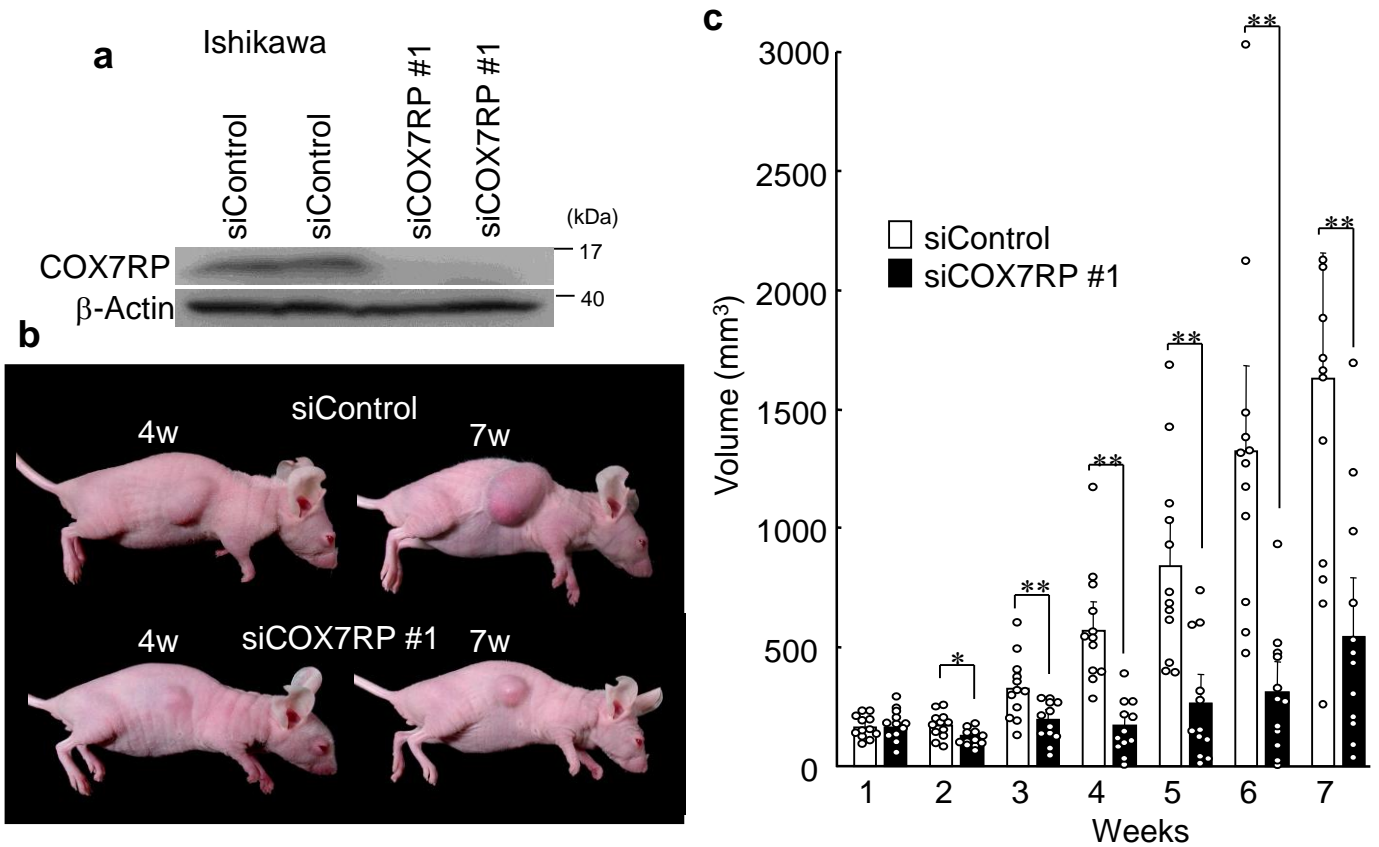 a
Ishikawa
siControl
siControl
siCOX7RP #1
siCOX7RP #1
(kDa)
COX7RP
17
β-Actin
40
b
siControl
4w
7w
siCOX7RP #1
4w
7w
c
Volume (mm³)
3000
2500
2000
1500
1000
500
0
siControl
siCOX7RP #1
*
**
**
**
**
**
1 2 3 4 5 6 7
Weeks